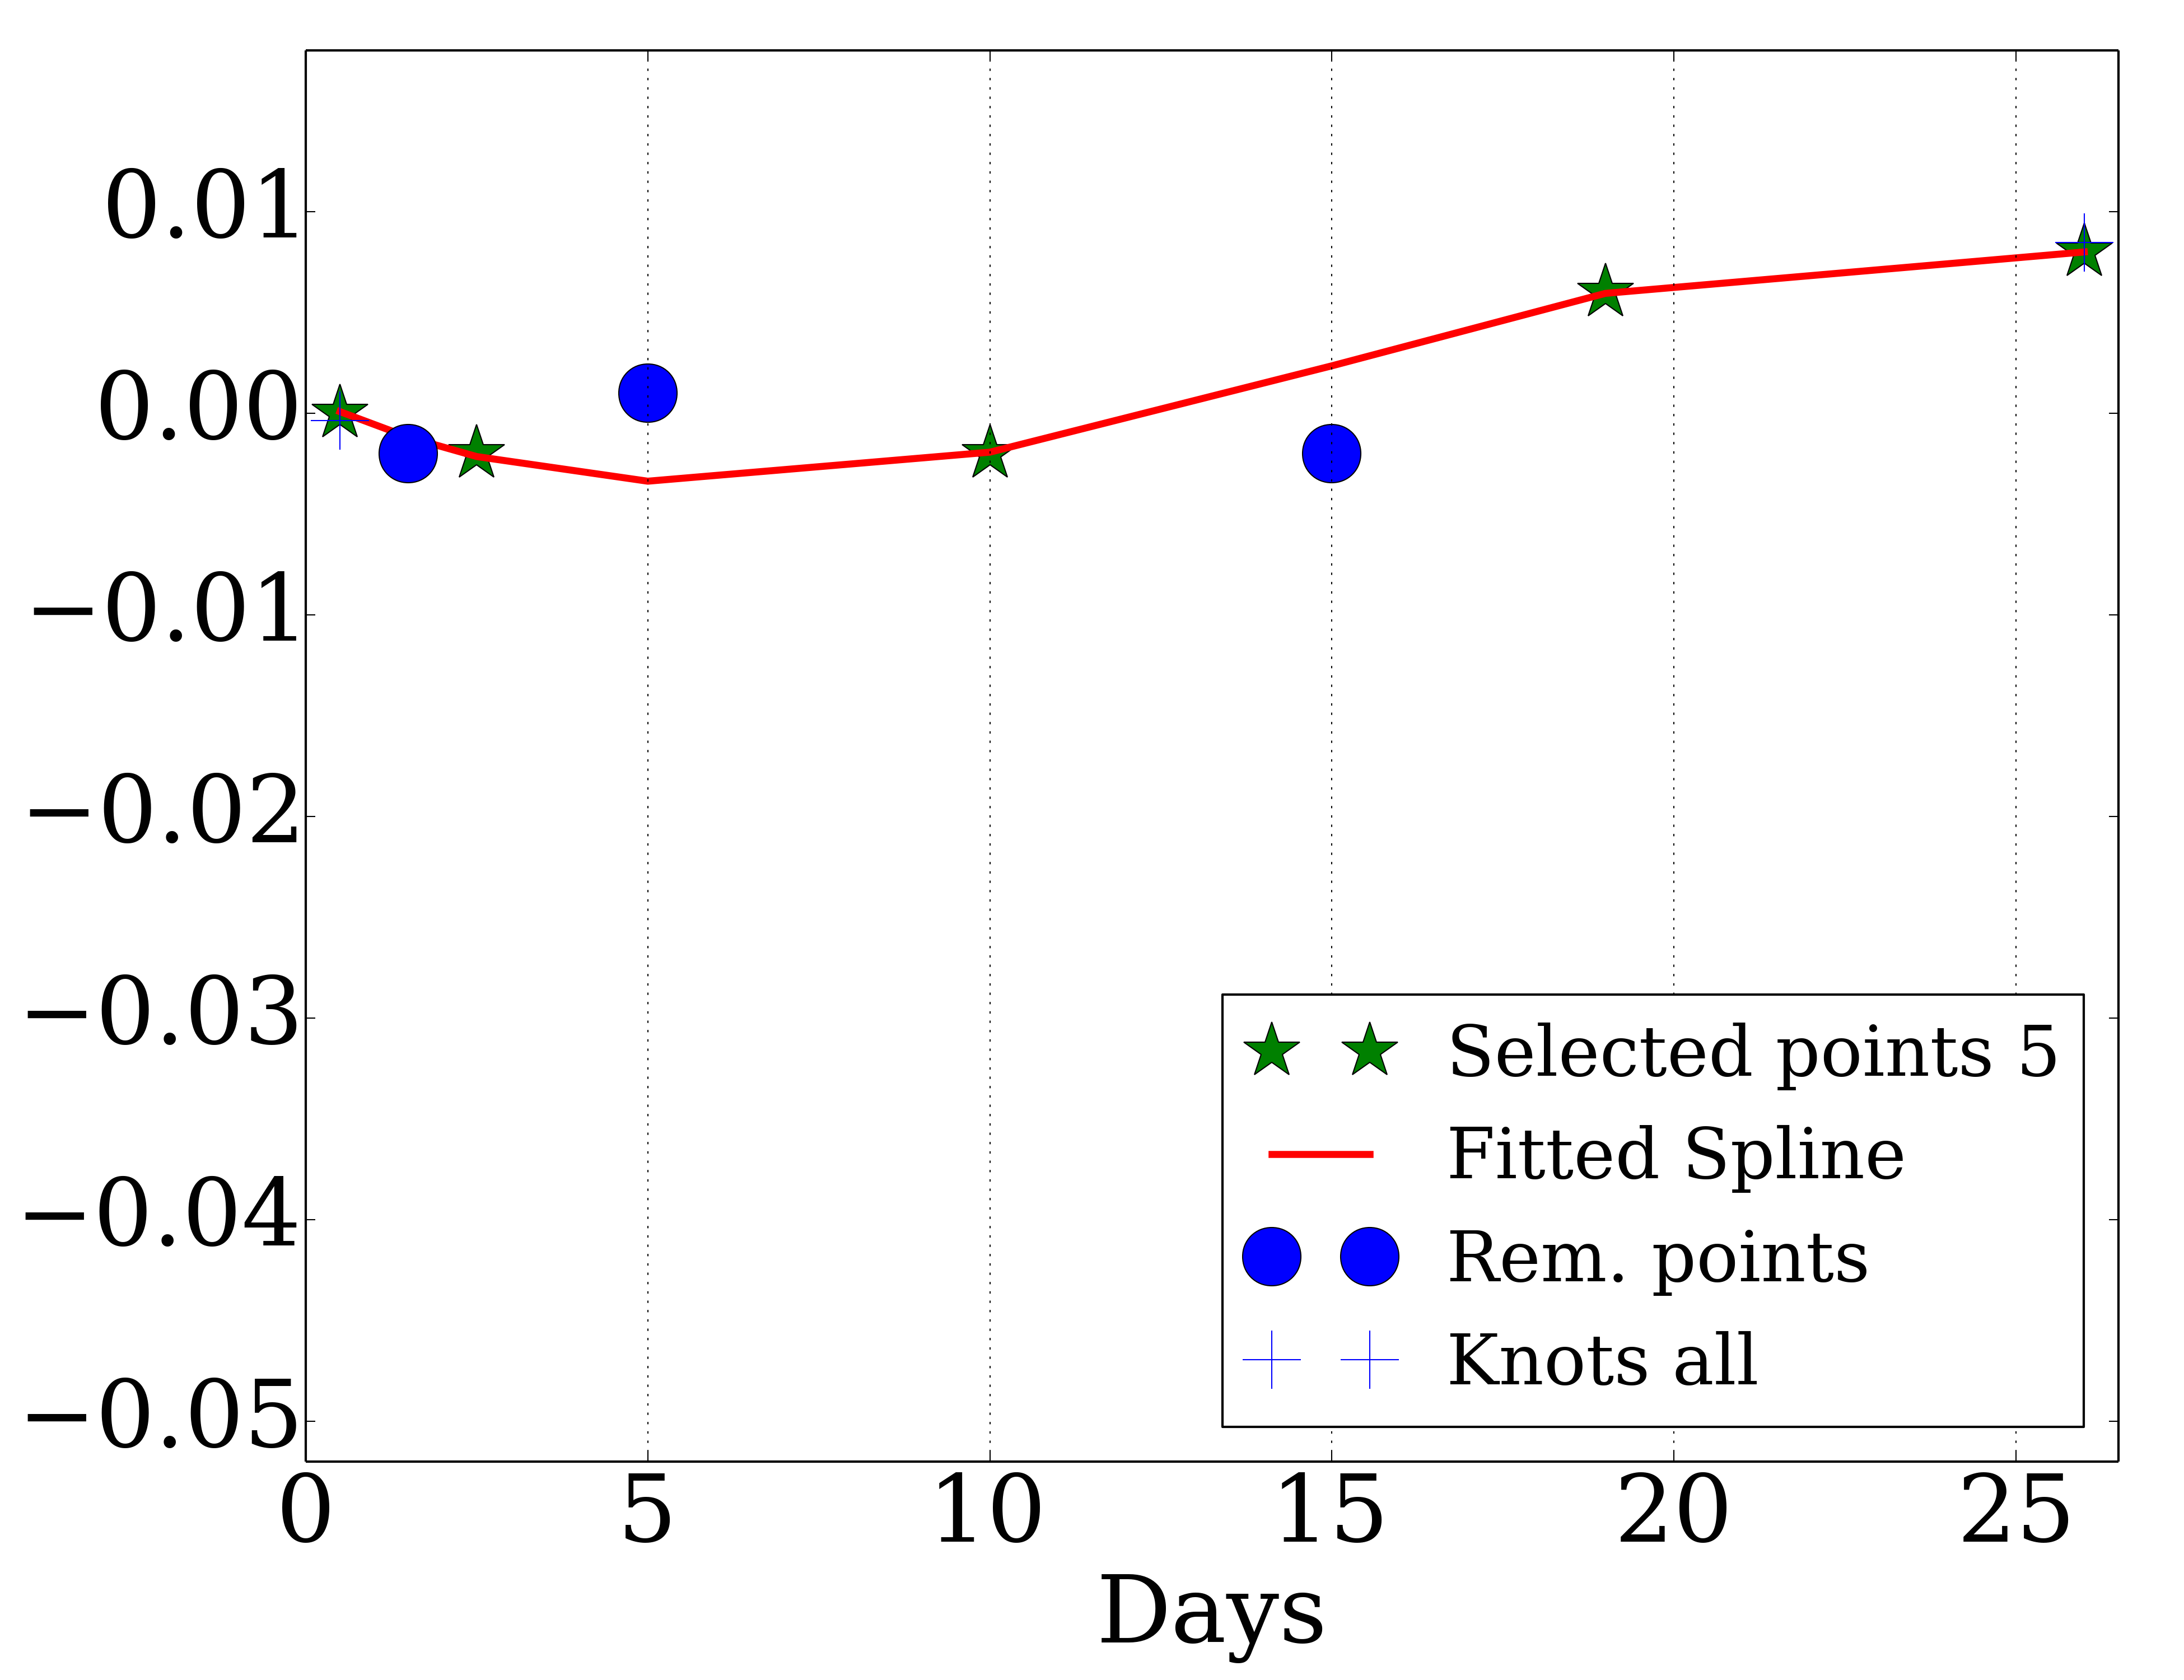 0.01
0.00
−0.01
−0.02
−0.03
−0.04
−0.05
Selected points 5
Fitted Spline
Rem. points
Knots all
0 5 10 15 20 25
Days